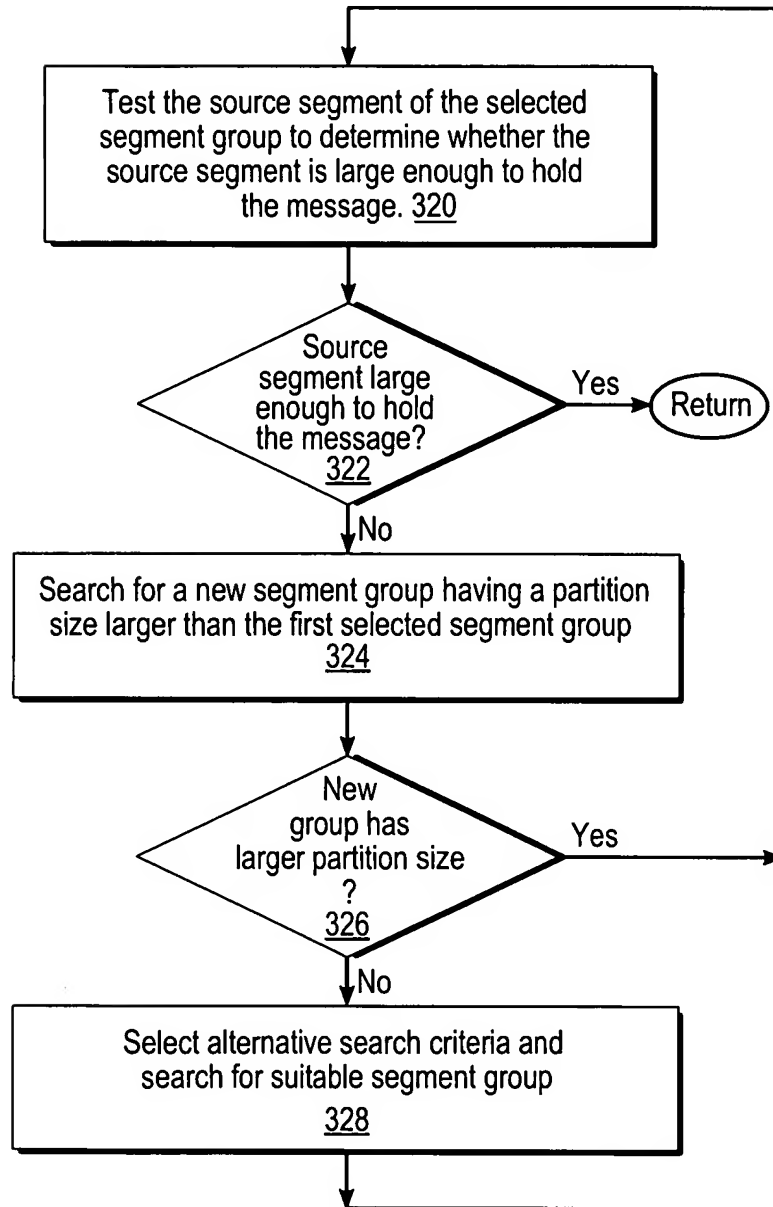 Test the source segment of the selected
segment group to determine whether the
source segment is large enough to hold
the message. 320
Source
segment large
enough to hold
the message?
322
Yes
Return
No
Search for a new segment group having a partition
size larger than the first selected segment group
324
New
group has
larger partition size
?
326
Yes
No
Select alternative search criteria and
search for suitable segment group
328